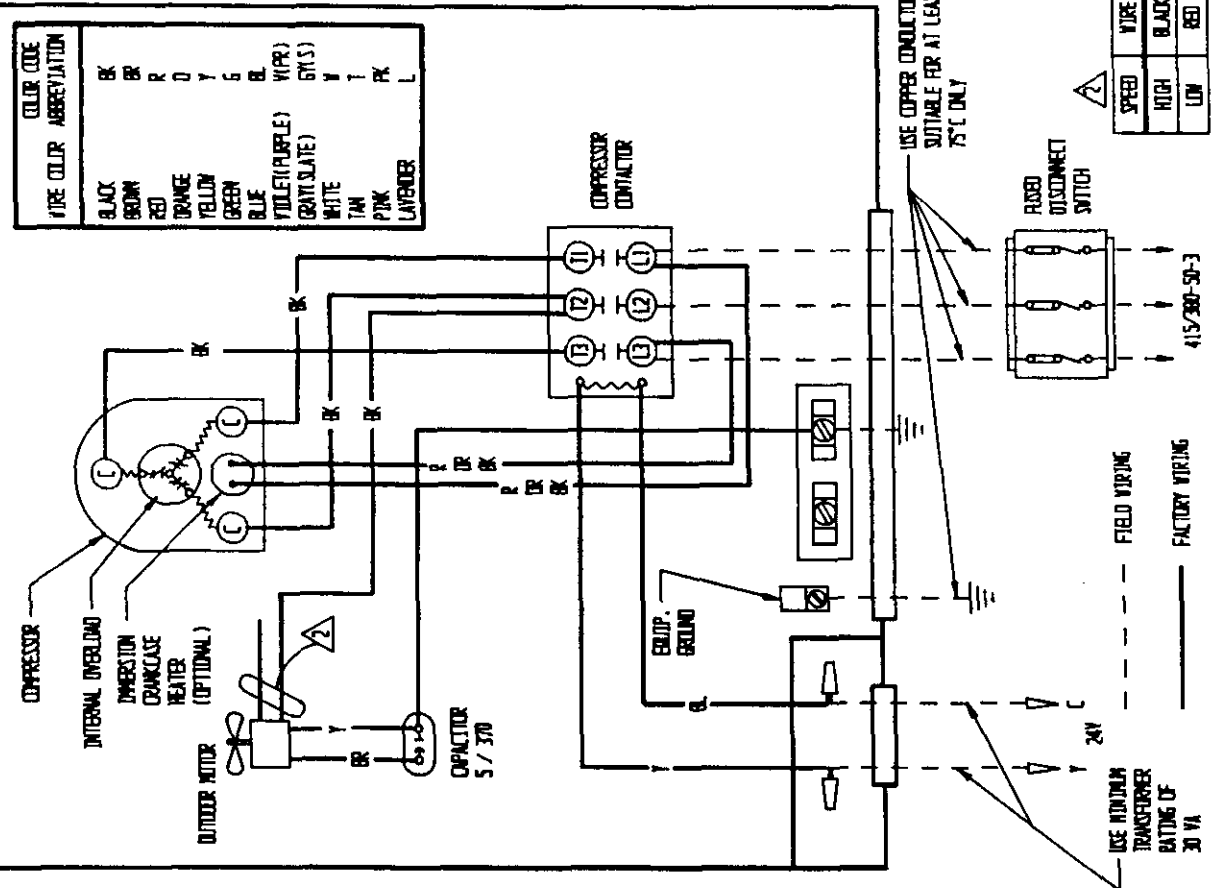 WIRE COLOR
COLOR CODE
ABBREVIATION
BLACK BK
BROWN BR
RED R
ORANGE O
YELLOW Y
GREEN G
BLUE BL
VIOLET(PURPLE) V(PR)
GRAY(SLATE) GY(S)
WHITE W
TAN T
PINK PK
LAVENDER L
COMPRESSOR
INTERNAL OVERLOAD
IMMERSION
CRANKCASE
HEATER
(OPTIONAL)
OUTDOOR MOTOR
2
C
C
C
BK
BK
BK
BK
R OR BK
R OR BK
BR
Y
CAPACITOR
5 / 370
T3
T2
T1
L3
L2
L1
COMPRESSOR
CONTACTOR
EQUIP.
GROUND
Y
BL
Y
C
24V
USE MINIMUM
TRANSFORMER
RATING OF
30 VA
FIELD WIRING
FACTORY WIRING
USE COPPER CONDUCTOR
SUITABLE FOR AT LEA
75°C ONLY
FUSED
DISCONNECT
SWITCH
415/380-50-3
2
SPEED WIRE
HIGH BLACK
LOW RED